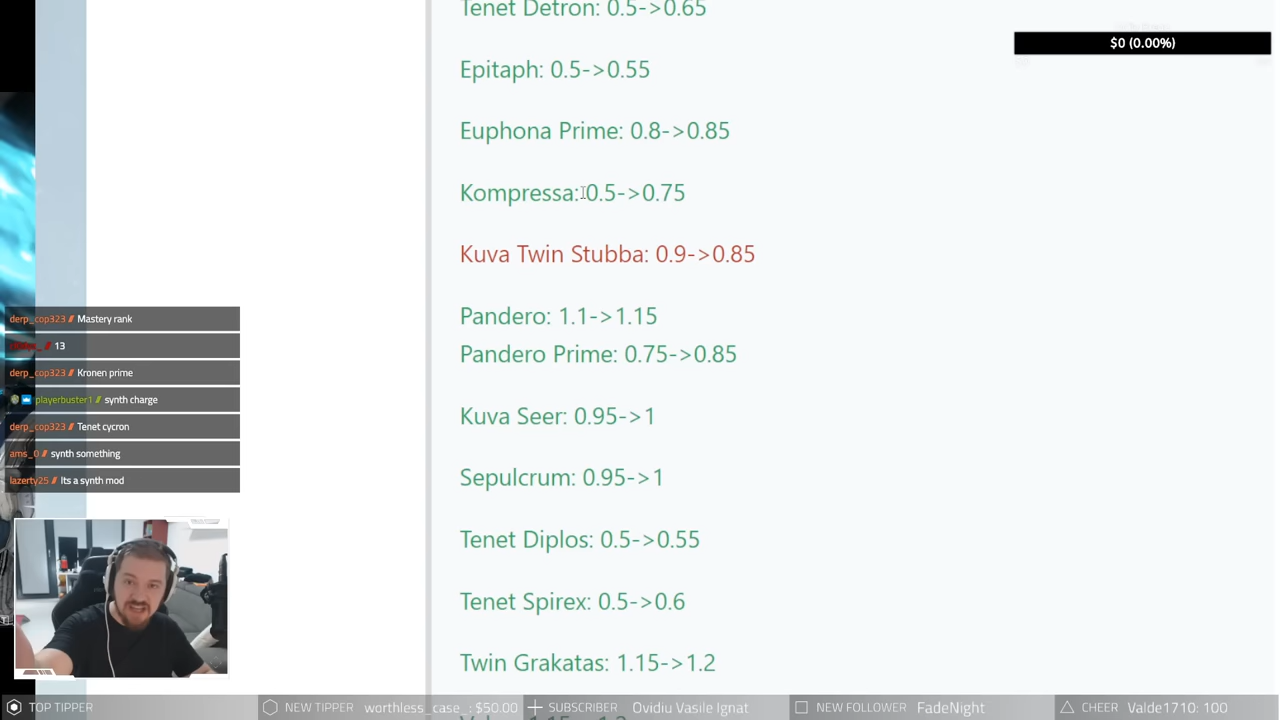 Tenet Detron: 0.5->0.65
$0 (0.00%)
Epitaph: 0.5->0.55
Euphona Prime: 0.8->0.85
Kompressa: 0.5->0.75
Kuva Twin Stubba: 0.9->0.85
Pandero: 1.1->1.15
Pandero Prime: 0.75->0.85
Kuva Seer: 0.95->1
Sepulcrum: 0.95->1
Tenet Diplos: 0.5->0.55
Tenet Spirex: 0.5->0.6
Twin Grakatas: 1.15->1.2
derp_cop323 // Mastery rank
// 13
derp_cop323 // Kronen prime
playerbuster1 // synth charge
derp_cop323 // Tenet cycron
ams_0 // synth something
lazerty25 // Its a synth mod
TOP TIPPER
NEW TIPPER worthless_case_: $50.00
SUBSCRIBER Ovidiu Vasile Ignat
NEW FOLLOWER FadeNight
CHEER Valde1710: 100